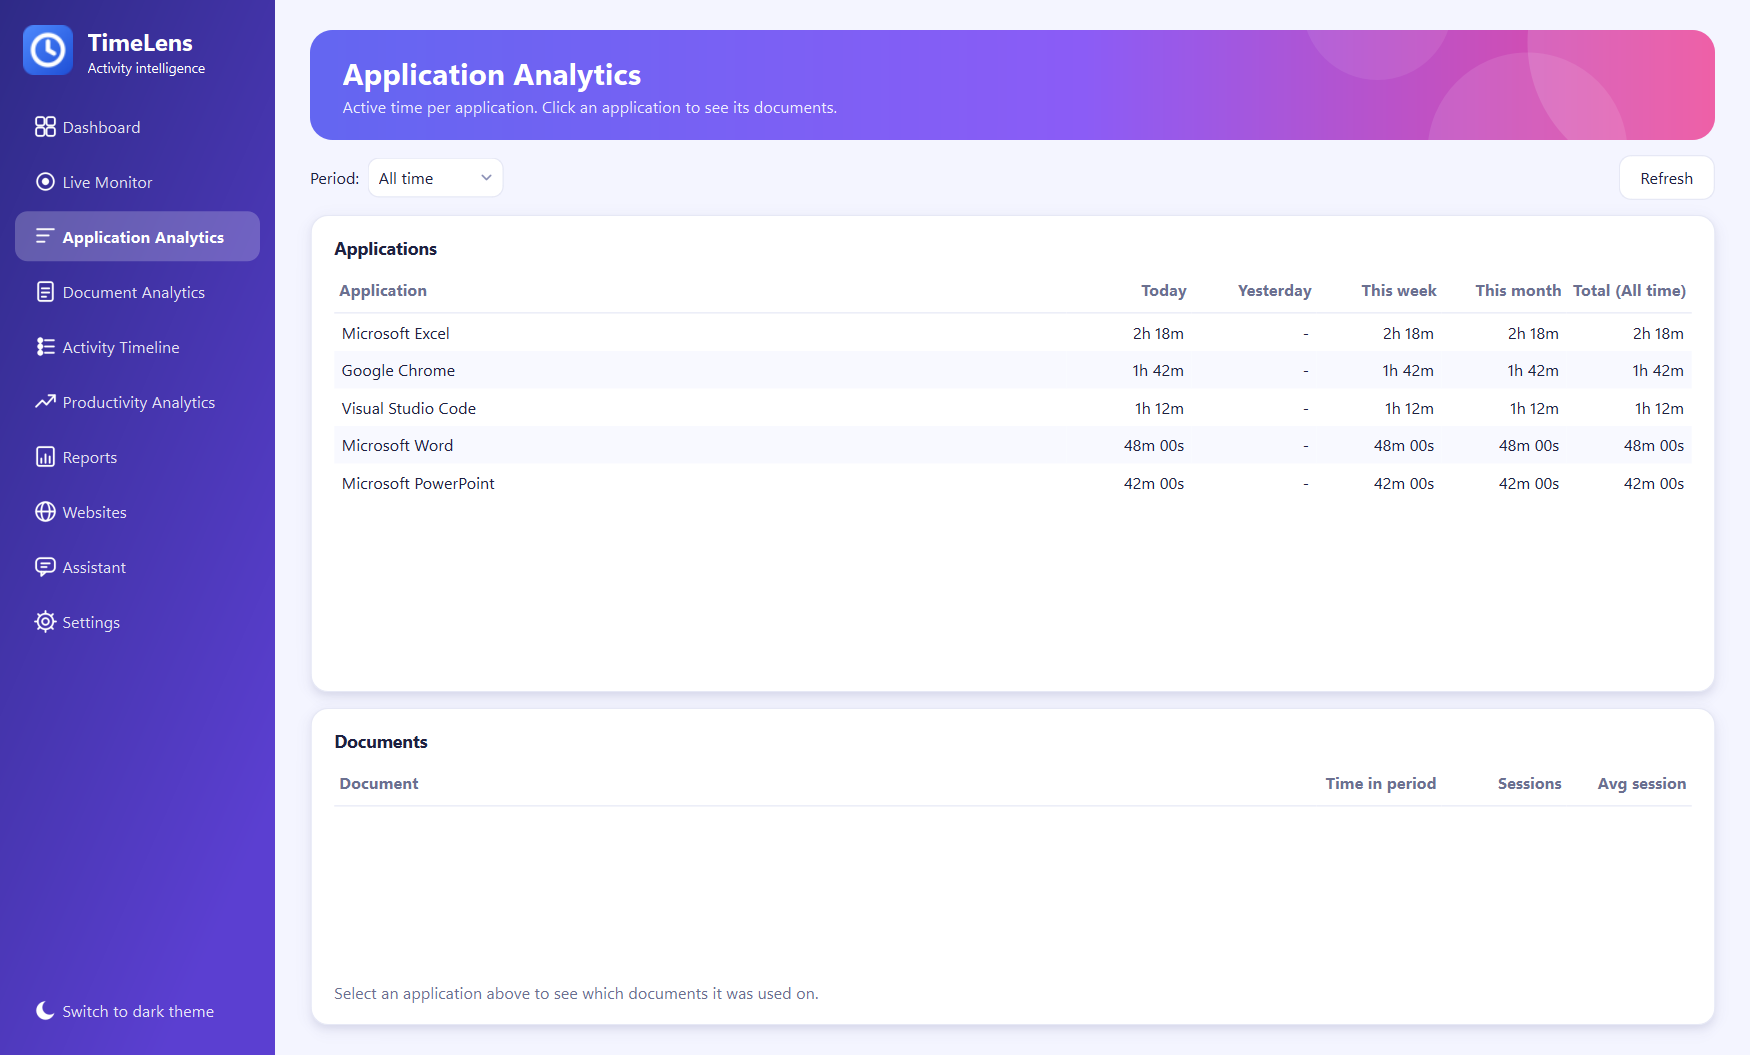 TimeLens
Activity intelligence
Dashboard
Live Monitor
Application Analytics
Document Analytics
Activity Timeline
Productivity Analytics
Reports
Websites
Assistant
Settings
Switch to dark theme
Application Analytics
Active time per application. Click an application to see its documents.
Period: All time
Refresh
Applications
Application Today Yesterday This week This month Total (All time)
Microsoft Excel 2h 18m - 2h 18m 2h 18m 2h 18m
Google Chrome 1h 42m - 1h 42m 1h 42m 1h 42m
Visual Studio Code 1h 12m - 1h 12m 1h 12m 1h 12m
Microsoft Word 48m 00s - 48m 00s 48m 00s 48m 00s
Microsoft PowerPoint 42m 00s - 42m 00s 42m 00s 42m 00s
Documents
Document Time in period Sessions Avg session
Select an application above to see which documents it was used on.